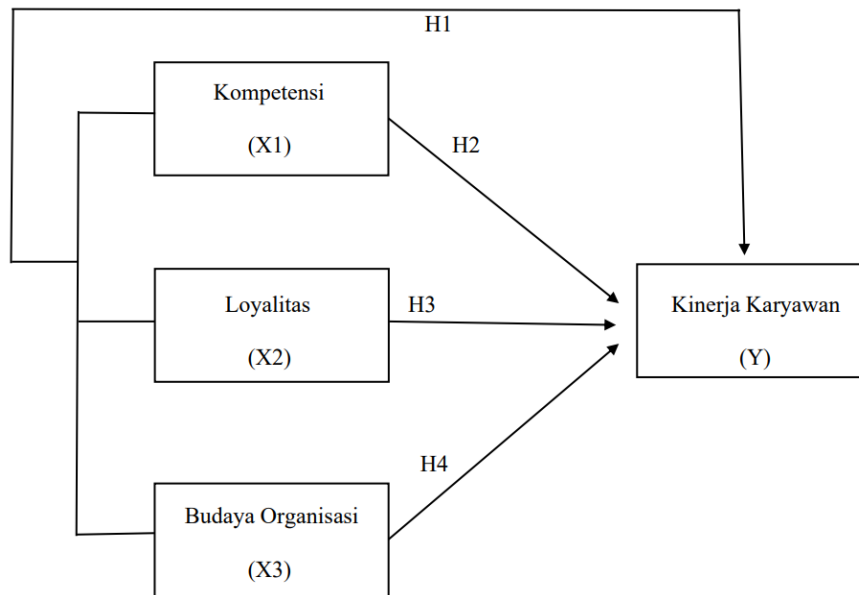 H1
Kompetensi
(X1)
H2
Loyalitas
(X2)
H3
Kinerja Karyawan
(Y)
H4
Budaya Organisasi
(X3)